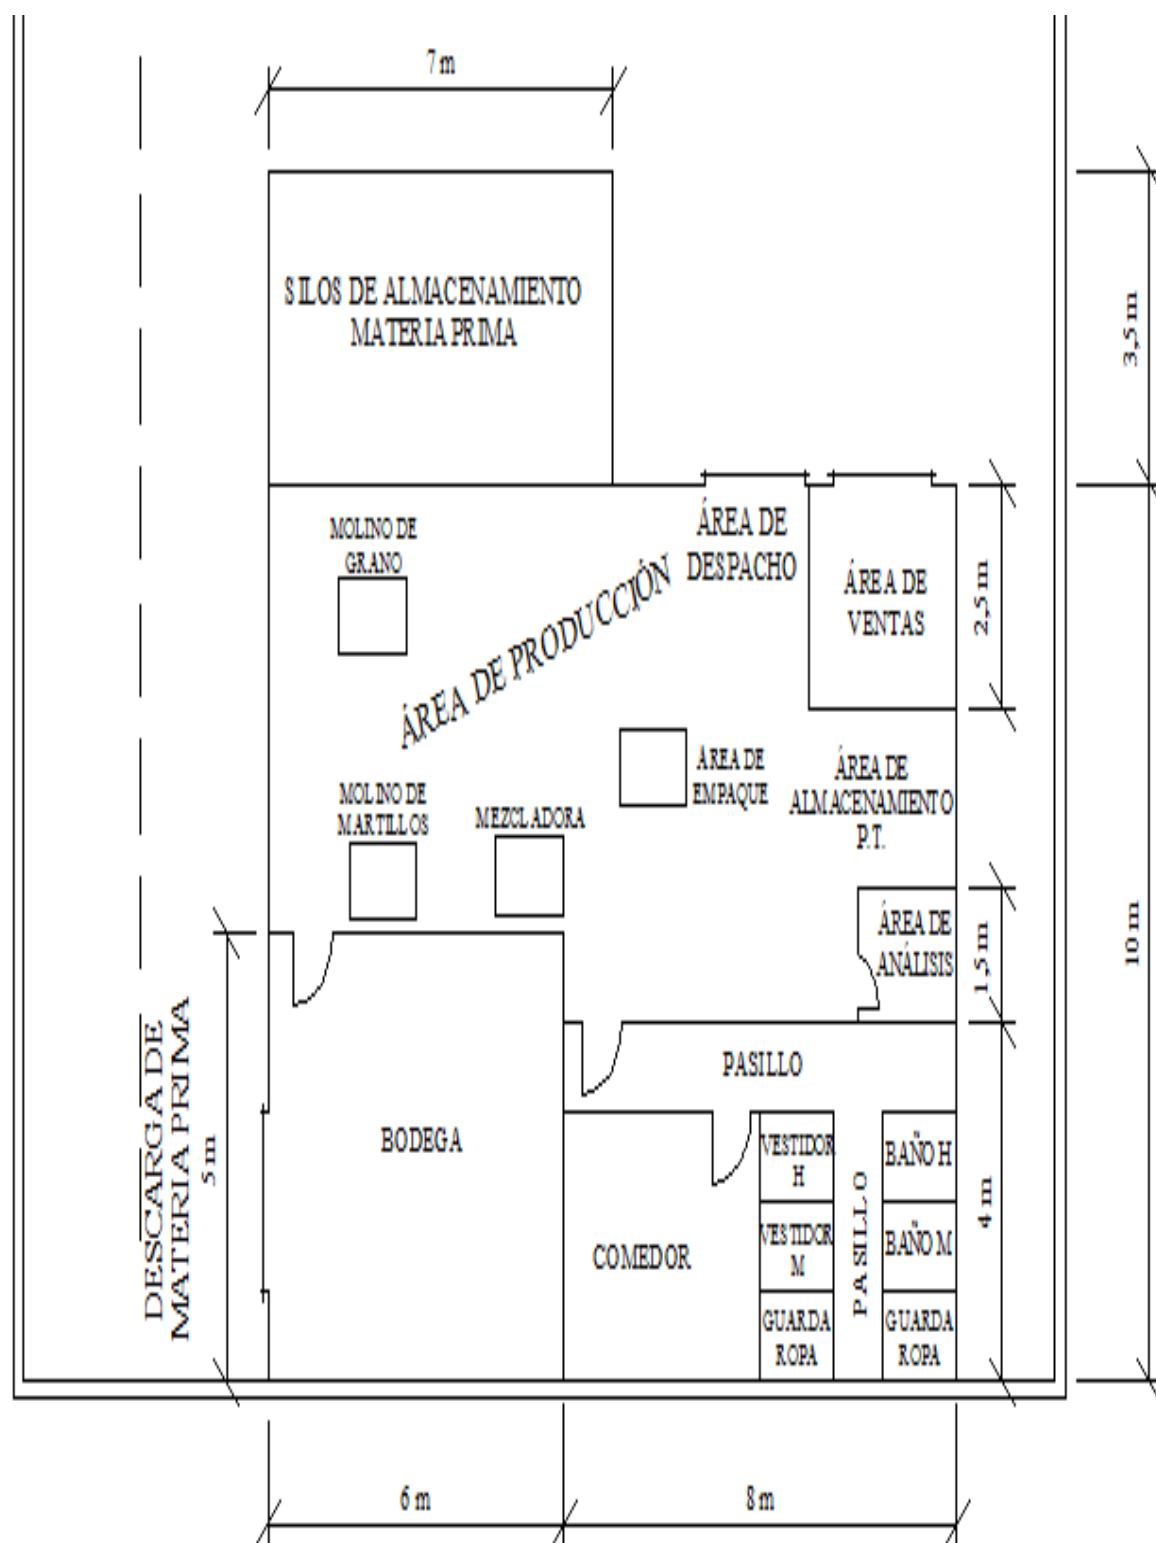 7 m
SILOS DE ALMACENAMIENTO
MATERIA PRIMA
3,5 m
MOLINO DE
GRANO
ÁREA DE PRODUCCIÓN
ÁREA DE
DESPACHO
ÁREA DE
VENTAS
2,5 m
MOLINO DE
MARTILLOS
MEZCLADORA
ÁREA DE
EMPAQUE
ÁREA DE
ALMACENAMIENTO
P.T.
ÁREA DE
ANÁLISIS
1,5 m
10 m
DESCARGA DE
MATERIA PRIMA
5 m
BODEGA
PASILLO
COMEDOR
VESTIDOR
H
VESTIDOR
M
GUARDA
ROPA
PASILLO
BAÑO H
BAÑO M
GUARDA
ROPA
4 m
6 m
8 m